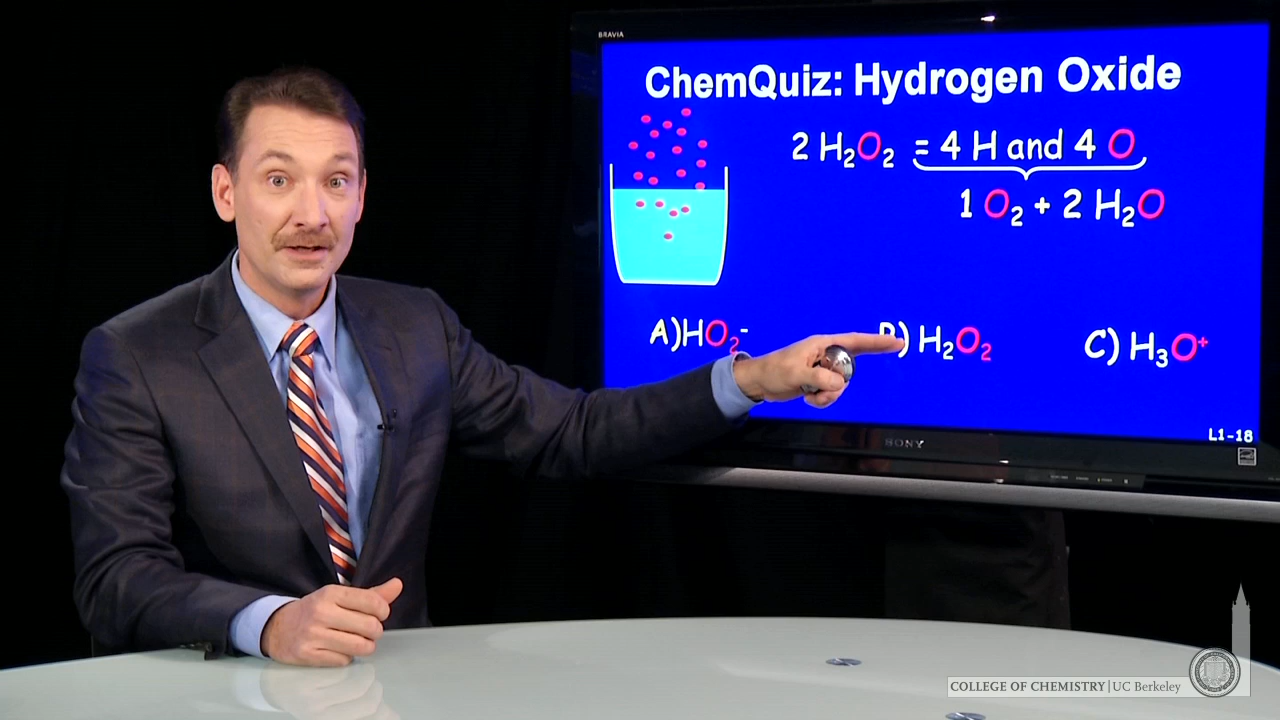 BRAVIA
ChemQuiz: Hydrogen Oxide
2 H₂O₂ = 4 H and 4 O
1 O₂ + 2 H₂O
A) HO₂⁻ B) H₂O₂ C) H₃O⁺
L1-18
SONY
COLLEGE OF CHEMISTRY | UC Berkeley